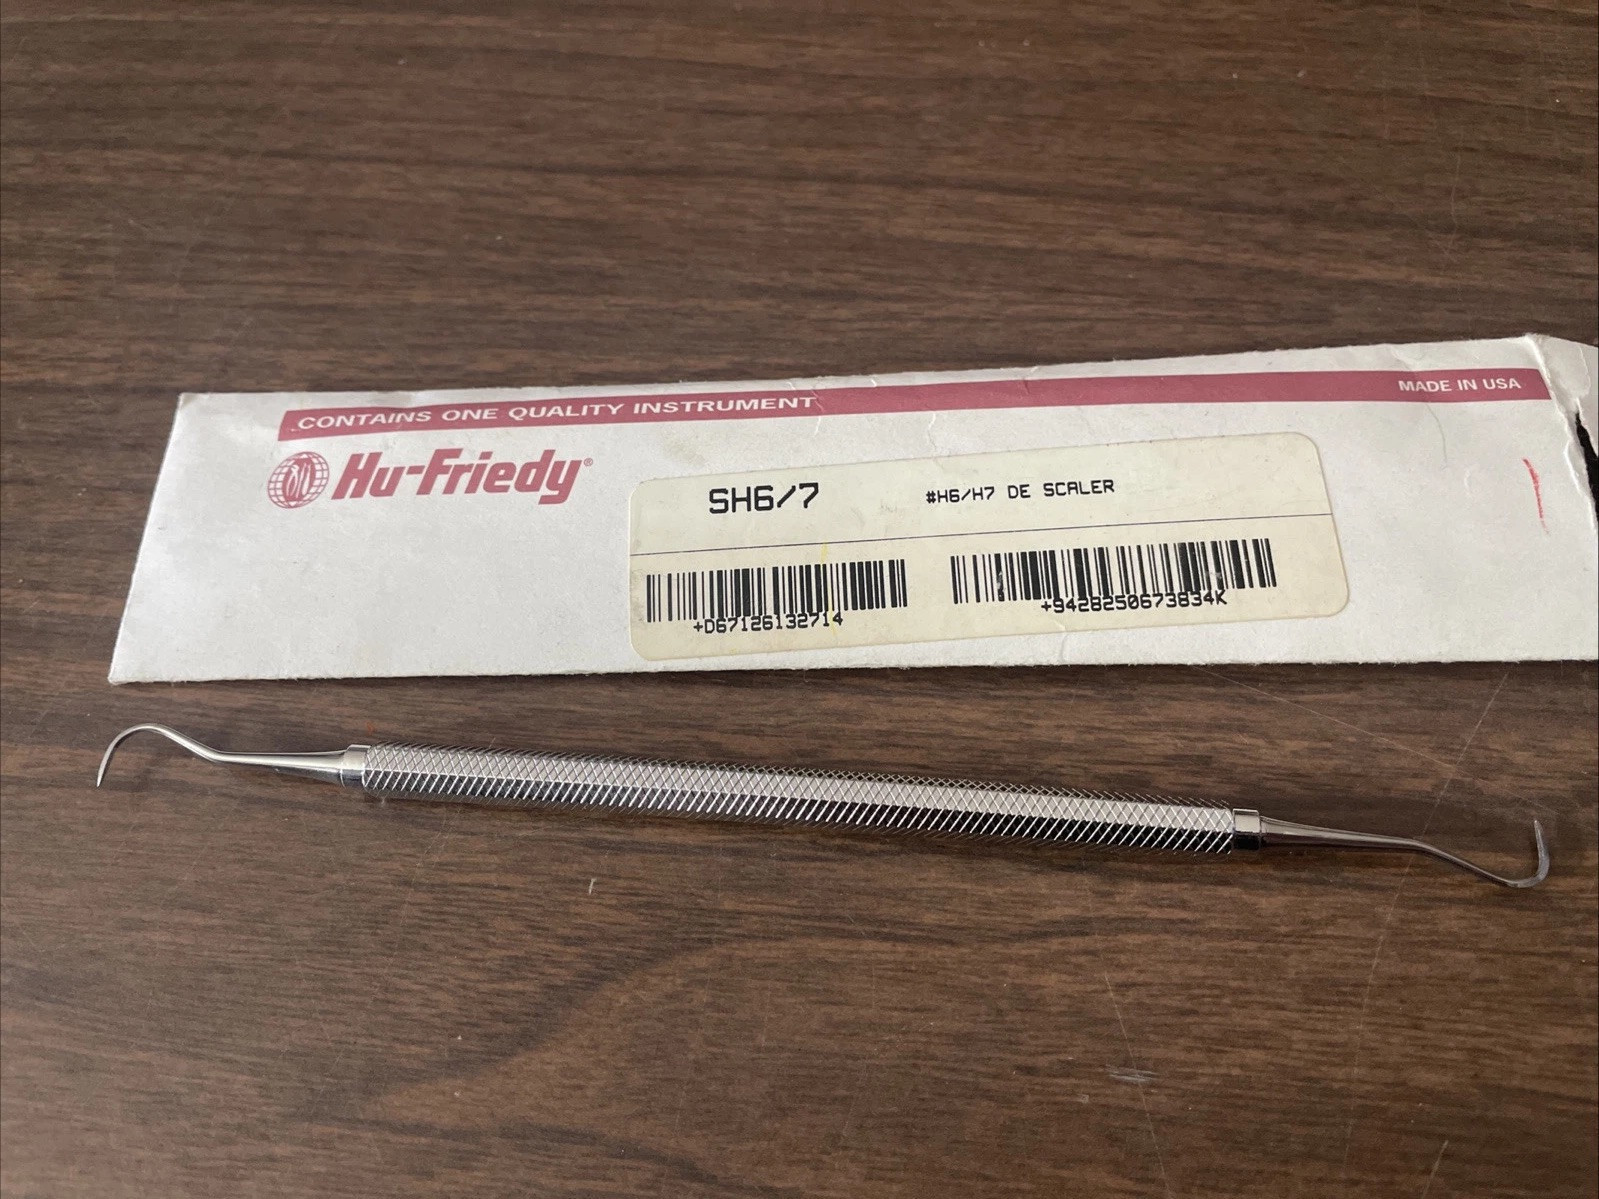 CONTAINS ONE QUALITY INSTRUMENT
MADE IN USA
Hu-Friedy®
SH6/7 #H6/H7 DE SCALER
+D67126132714
+9428250673834K